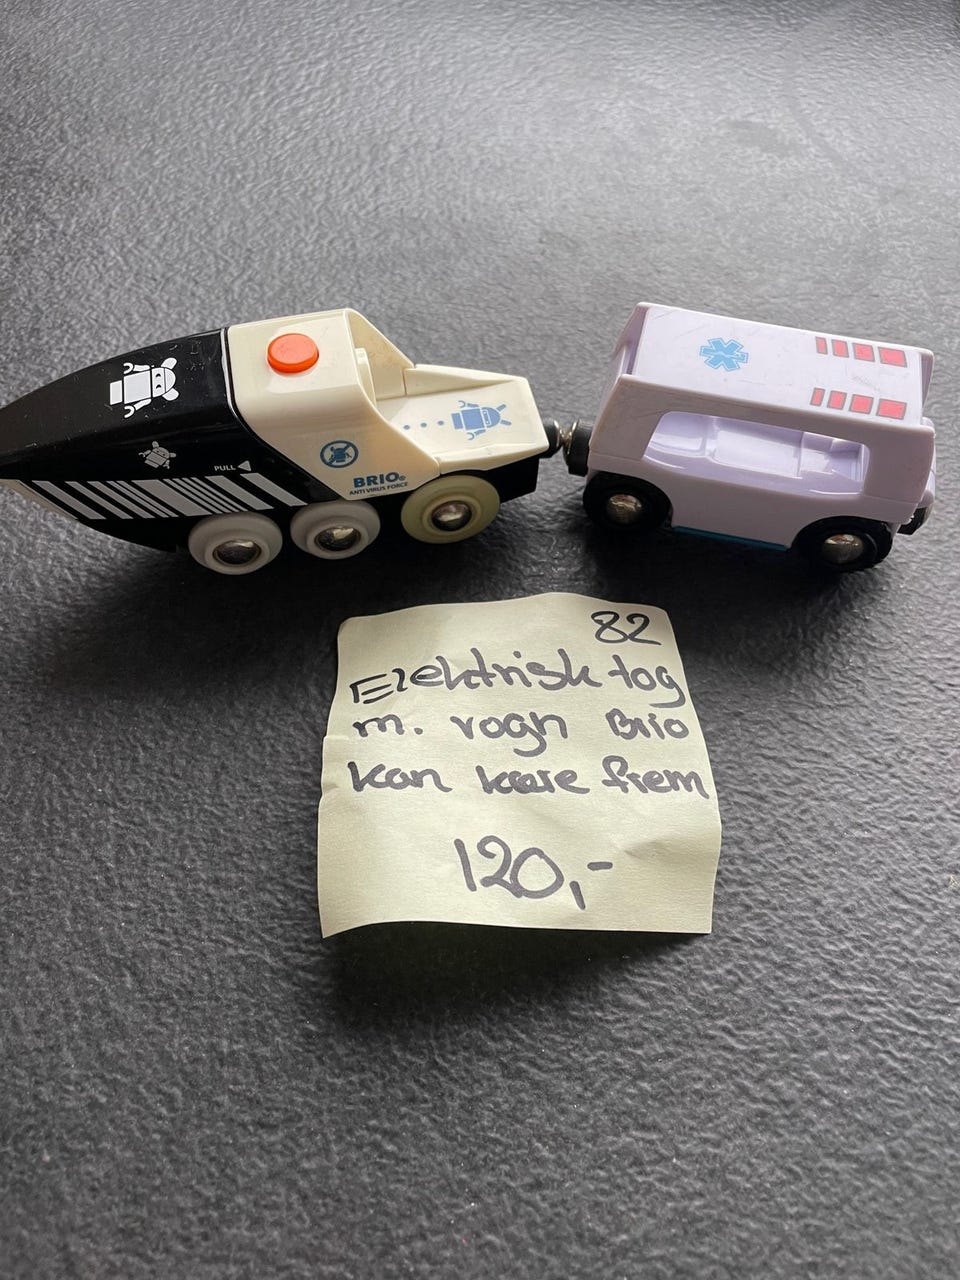 PULL
BRIO®
ANTI VIRUS FORCE
82
Elektrisk tog
m. vogn Brio
kan køre frem
120,-